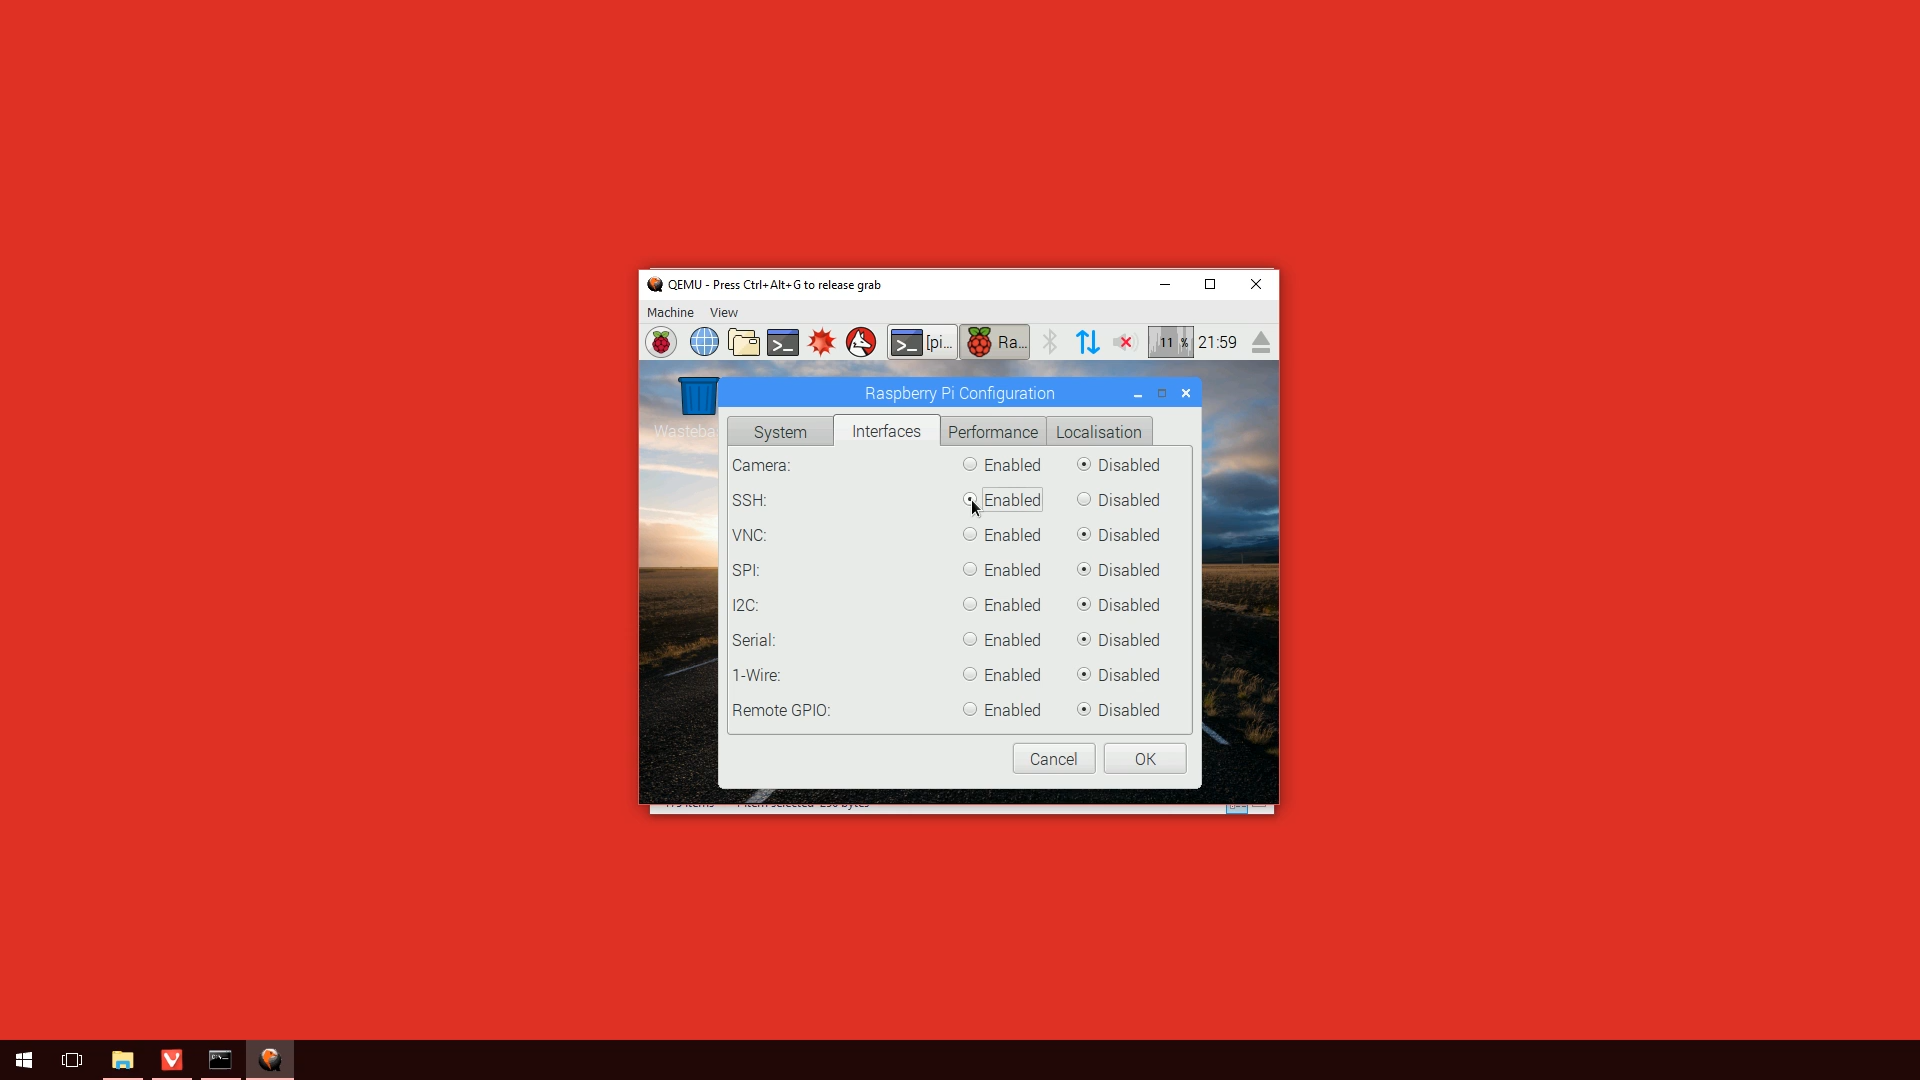 QEMU - Press Ctrl+Alt+G to release grab
Machine View
[pi... Ra... 11 % 21:59
Raspberry Pi Configuration
Wasteba
System Interfaces Performance Localisation
Camera: Enabled Disabled
SSH: Enabled Disabled
VNC: Enabled Disabled
SPI: Enabled Disabled
I2C: Enabled Disabled
Serial: Enabled Disabled
1-Wire: Enabled Disabled
Remote GPIO: Enabled Disabled
Cancel OK